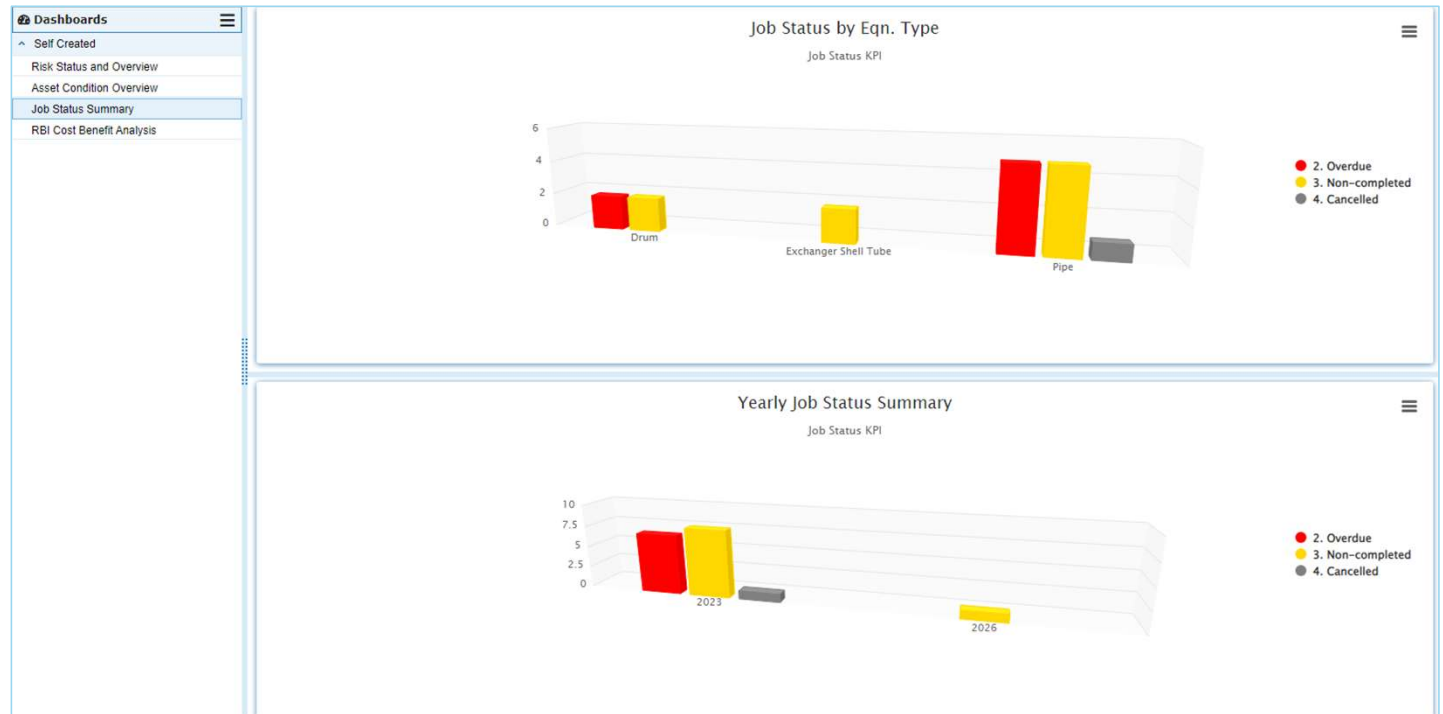 Dashboards
Self Created
Risk Status and Overview
Asset Condition Overview
Job Status Summary
RBI Cost Benefit Analysis
Job Status by Eqn. Type
Job Status KPI
6
4
2
0
Drum
Exchanger Shell Tube
Pipe
2. Overdue
3. Non-completed
4. Cancelled
Yearly Job Status Summary
Job Status KPI
10
7.5
5
2.5
0
2023
2026
2. Overdue
3. Non-completed
4. Cancelled